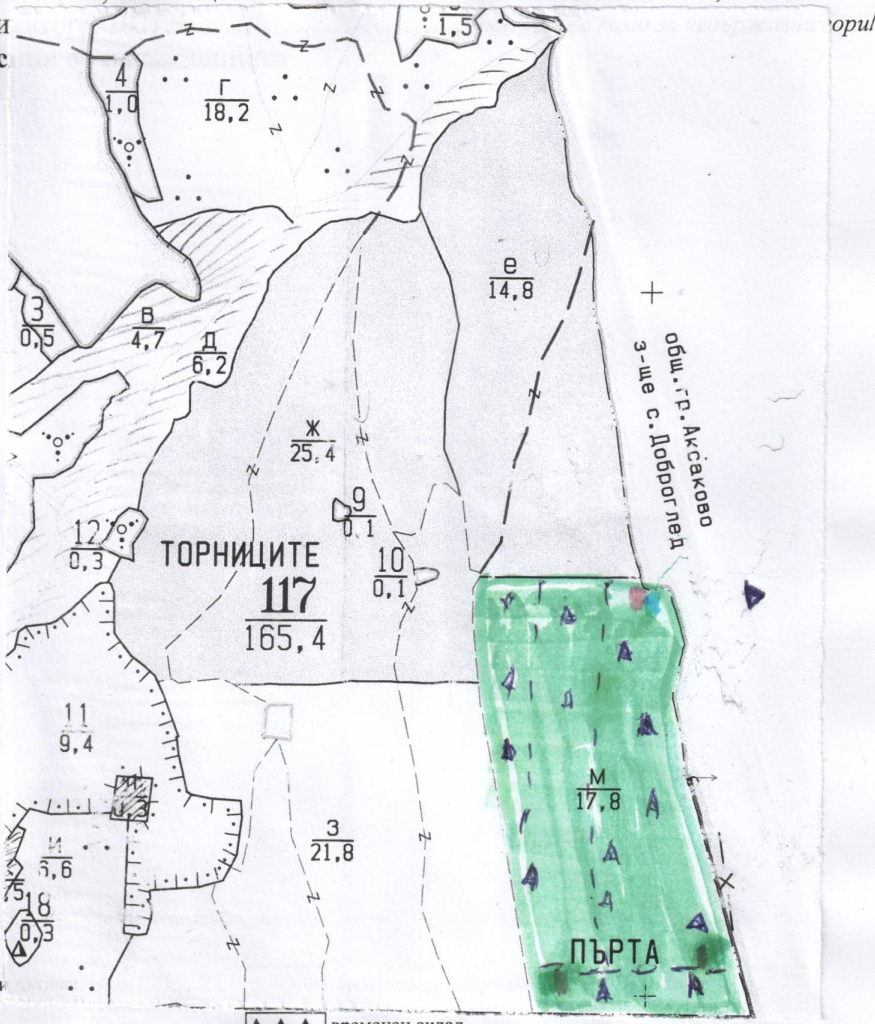 гори/
1,5
4
1,0
г
18,2
е
14,8
3
0,5
в
4,7
д
6,2
общ.гр.Аксаково
з-ще с.Доброглед
ж
25,4
9
0,1
12
0,3
ТОРНИЦИТЕ
10
0,1
117
165,4
11
9,4
м
17,8
з
21,8
и
18
0,3
ПЪРТА
временен склад